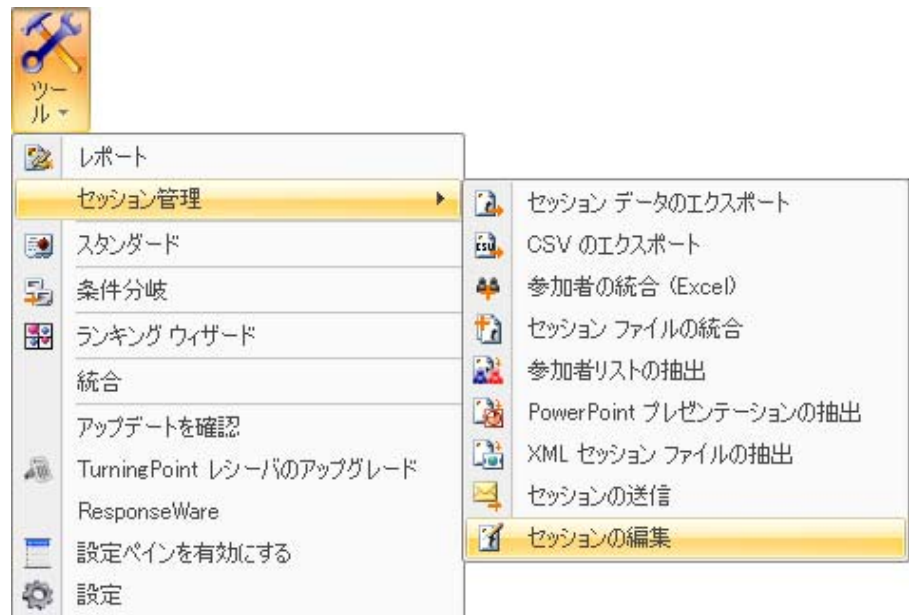 ツー
ル
レポート
セッション管理
スタンダード
条件分岐
ランキング ウィザード
統合
アップデートを確認
TurningPoint レシーバのアップグレード
ResponseWare
設定ペインを有効にする
設定
セッション データのエクスポート
CSV のエクスポート
参加者の統合 (Excel)
セッション ファイルの統合
参加者リストの抽出
PowerPoint プレゼンテーションの抽出
XML セッション ファイルの抽出
セッションの送信
セッションの編集